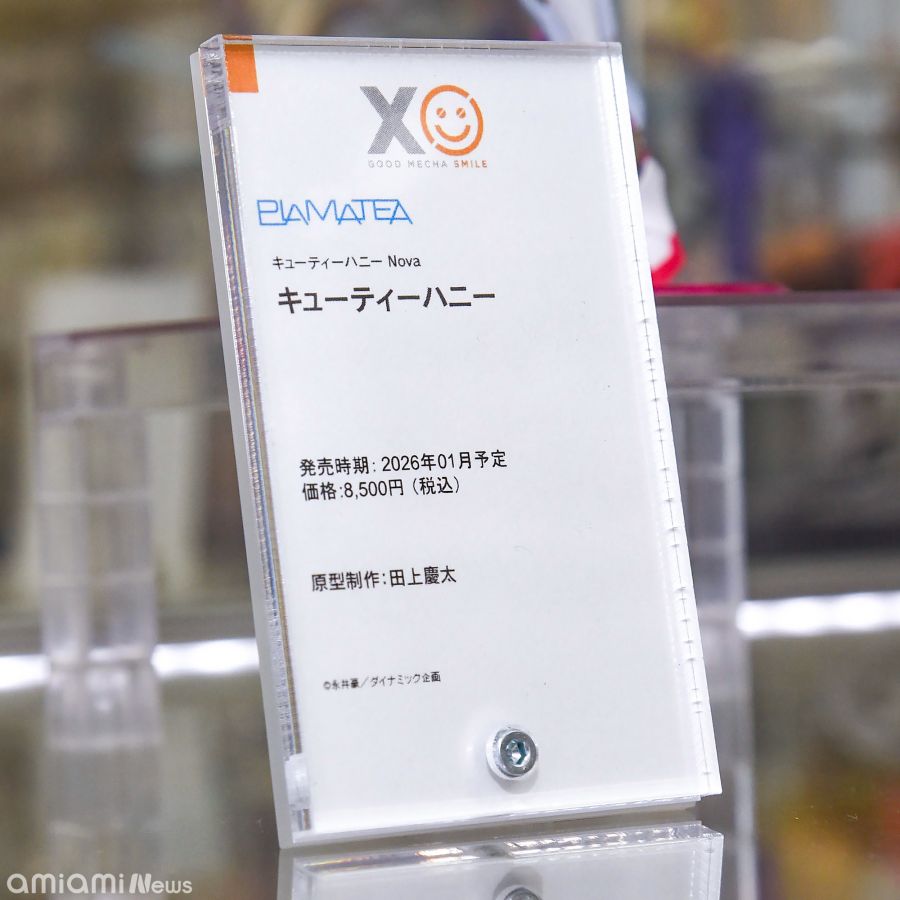 XO
GOOD MECHA SMILE
PLAMATEA
キューティーハニー Nova
キューティーハニー
発売時期：2026年01月予定
価格：8,500円（税込）
原型制作：田上慶太
©永井豪／ダイナミック企画
amiami News